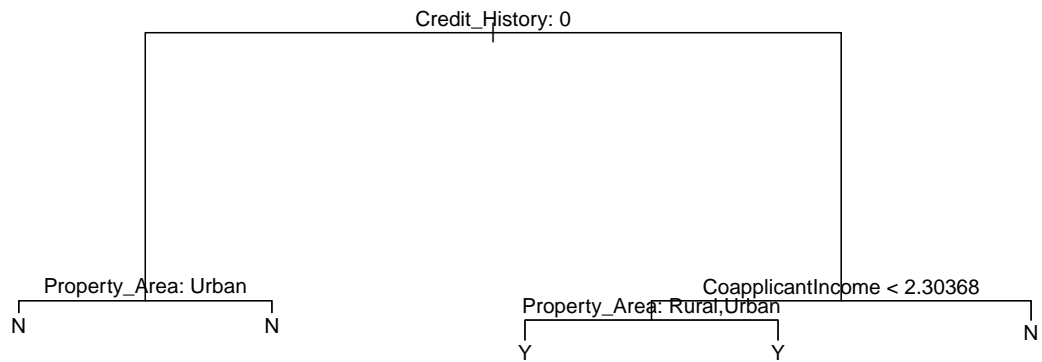 Credit_History: 0
Property_Area: Urban
CoapplicantIncome < 2.30368
Property_Area: Rural,Urban
N
N
N
Y
Y